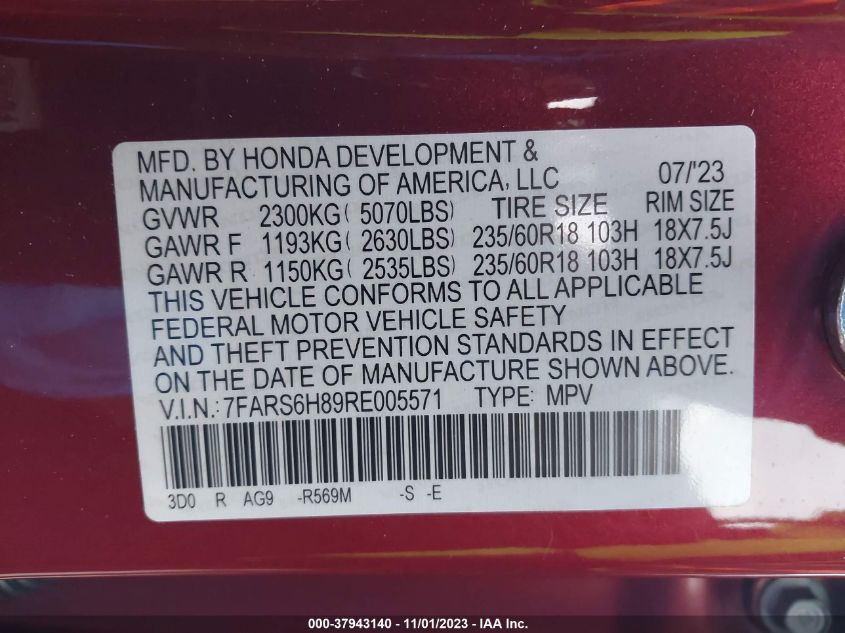 MFD. BY HONDA DEVELOPMENT &
MANUFACTURING OF AMERICA, LLC 07/'23
GVWR 2300KG( 5070LBS) TIRE SIZE RIM SIZE
GAWR F 1193KG( 2630LBS) 235/60R18 103H 18X7.5J
GAWR R 1150KG( 2535LBS) 235/60R18 103H 18X7.5J
THIS VEHICLE CONFORMS TO ALL APPLICABLE
FEDERAL MOTOR VEHICLE SAFETY
AND THEFT PREVENTION STANDARDS IN EFFECT
ON THE DATE OF MANUFACTURE SHOWN ABOVE.
V.I.N.:7FARS6H89RE005571 TYPE: MPV
3D0 R AG9 -R569M -S -E
000-37943140 - 11/01/2023 - IAA Inc.